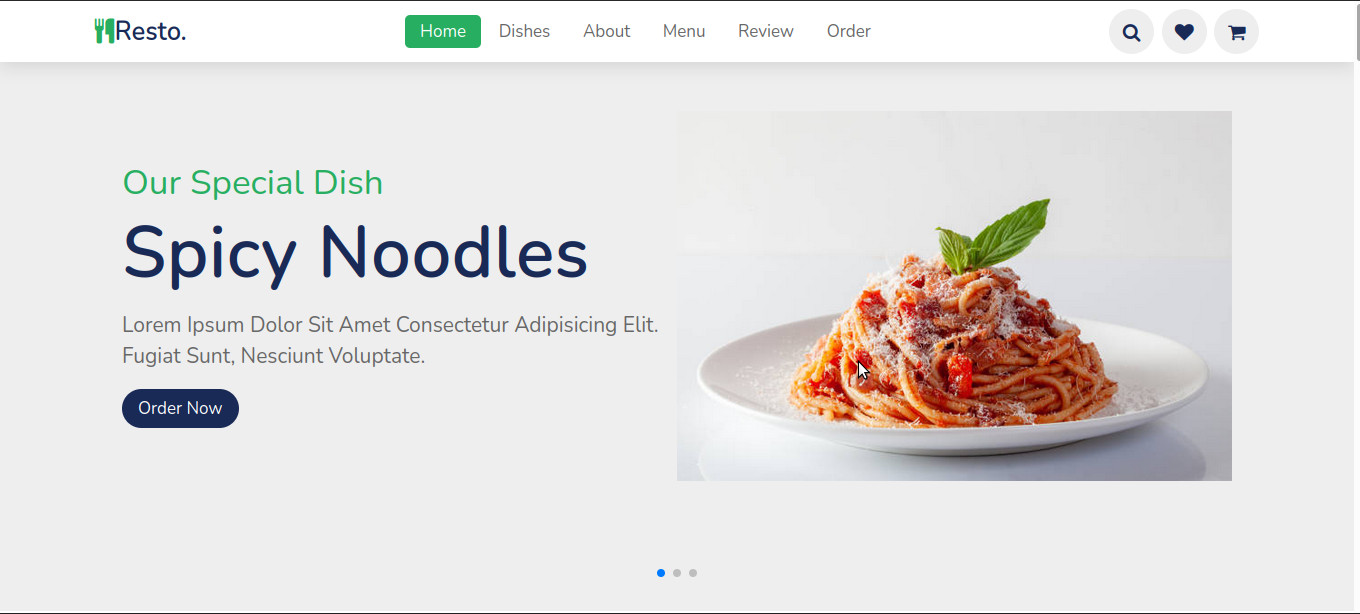 Resto.
Home
Dishes
About
Menu
Review
Order
Our Special Dish
Spicy Noodles
Lorem Ipsum Dolor Sit Amet Consectetur Adipisicing Elit.
Fugiat Sunt, Nesciunt Voluptate.
Order Now